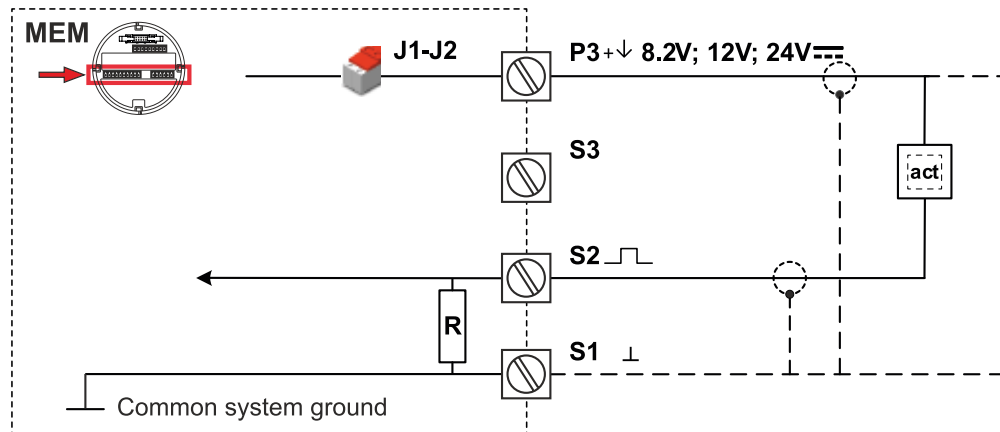 MEM
J1-J2
P3+↓ 8.2V; 12V; 24V
S3
act
S2
R
S1
Common system ground